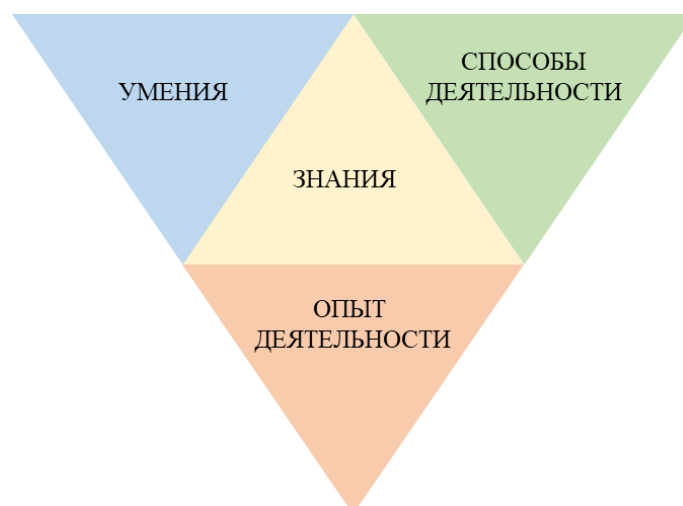 УМЕНИЯ
СПОСОБЫ
ДЕЯТЕЛЬНОСТИ
ЗНАНИЯ
ОПЫТ
ДЕЯТЕЛЬНОСТИ